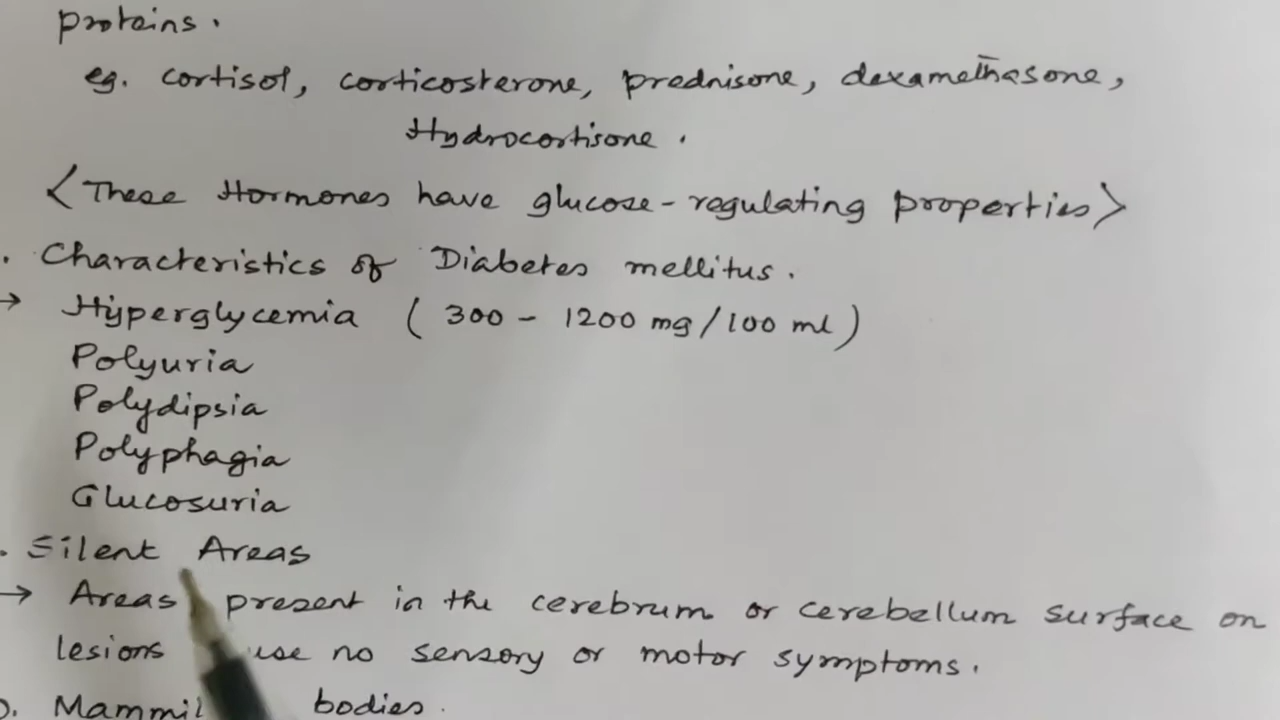 proteins.
eg. cortisol, corticosterone, prednisone, dexamethasone,
Hydrocortisone.
<These Hormones have glucose-regulating properties>
. Characteristics of Diabetes mellitus.
→ Hyperglycemia (300 - 1200 mg/100 ml)
Polyuria
Polydipsia
Polyphagia
Glucosuria
. Silent Areas
→ Areas present in the cerebrum or cerebellum surface on
lesions no sensory or motor symptoms.
bodies.